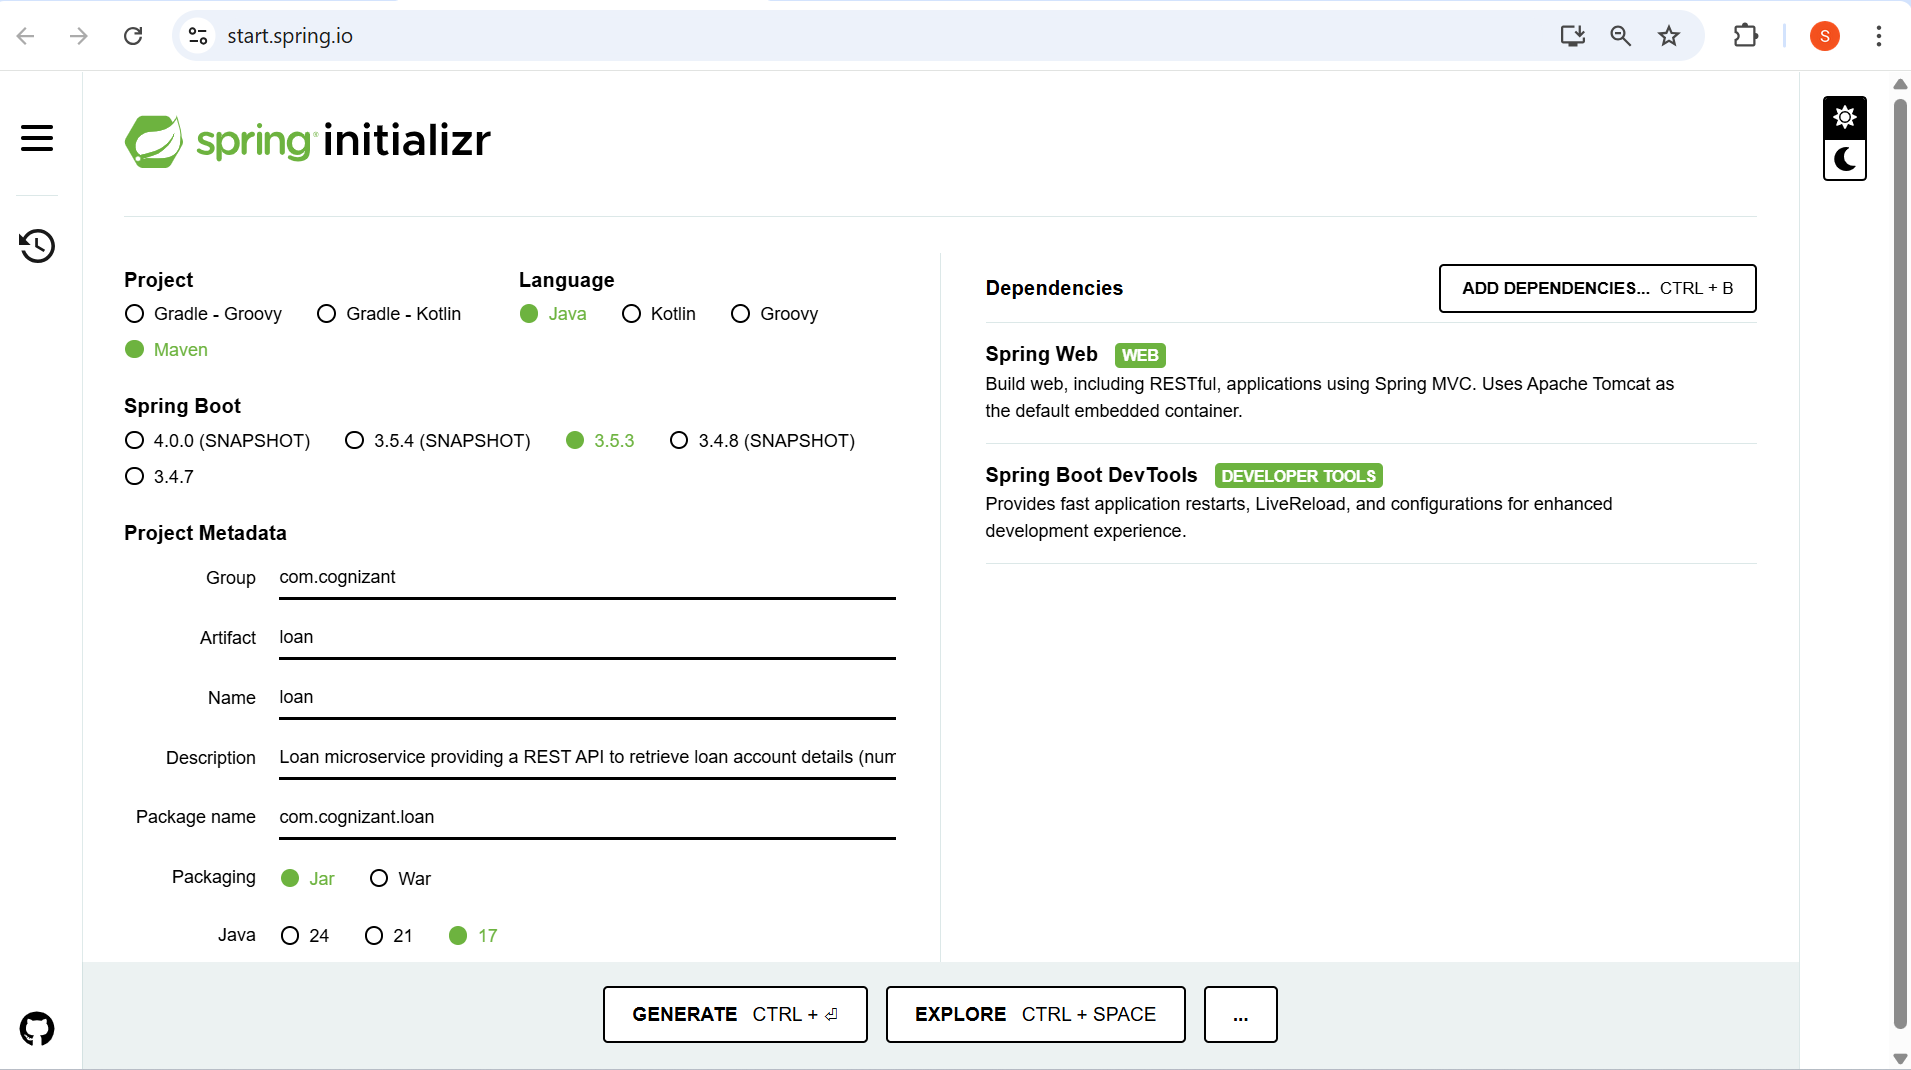 start.spring.io
S
spring initializr
Project
Gradle - Groovy Gradle - Kotlin
Maven
Language
Java Kotlin Groovy
Spring Boot
4.0.0 (SNAPSHOT) 3.5.4 (SNAPSHOT) 3.5.3 3.4.8 (SNAPSHOT)
3.4.7
Project Metadata
Group com.cognizant
Artifact loan
Name loan
Description Loan microservice providing a REST API to retrieve loan account details (num
Package name com.cognizant.loan
Packaging Jar War
Java 24 21 17
Dependencies
ADD DEPENDENCIES... CTRL + B
Spring Web WEB
Build web, including RESTful, applications using Spring MVC. Uses Apache Tomcat as
the default embedded container.
Spring Boot DevTools DEVELOPER TOOLS
Provides fast application restarts, LiveReload, and configurations for enhanced
development experience.
GENERATE CTRL + ⏎
EXPLORE CTRL + SPACE
...